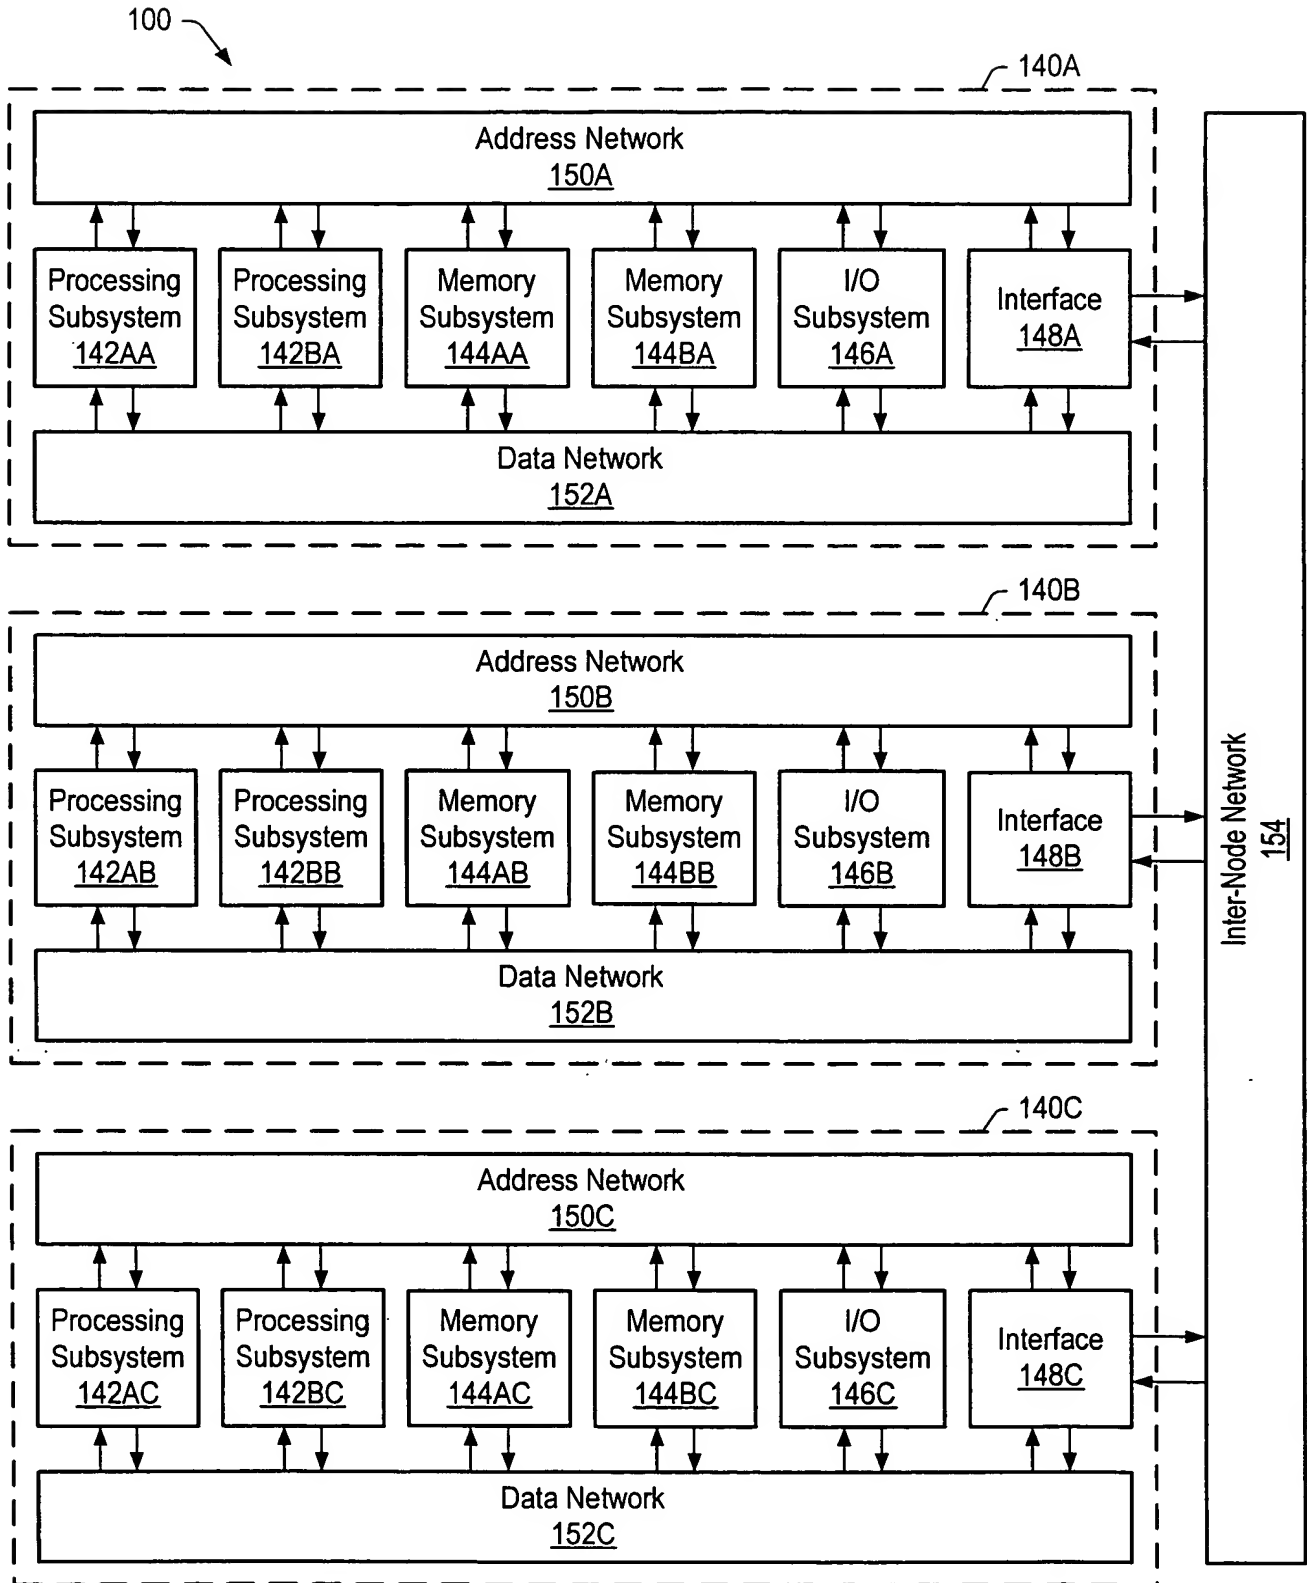 100
140A
Address Network
150A
Processing
Subsystem
142AA
Processing
Subsystem
142BA
Memory
Subsystem
144AA
Memory
Subsystem
144BA
I/O
Subsystem
146A
Interface
148A
Data Network
152A
140B
Address Network
150B
Processing
Subsystem
142AB
Processing
Subsystem
142BB
Memory
Subsystem
144AB
Memory
Subsystem
144BB
I/O
Subsystem
146B
Interface
148B
Data Network
152B
140C
Address Network
150C
Processing
Subsystem
142AC
Processing
Subsystem
142BC
Memory
Subsystem
144AC
Memory
Subsystem
144BC
I/O
Subsystem
146C
Interface
148C
Data Network
152C
Inter-Node Network
154